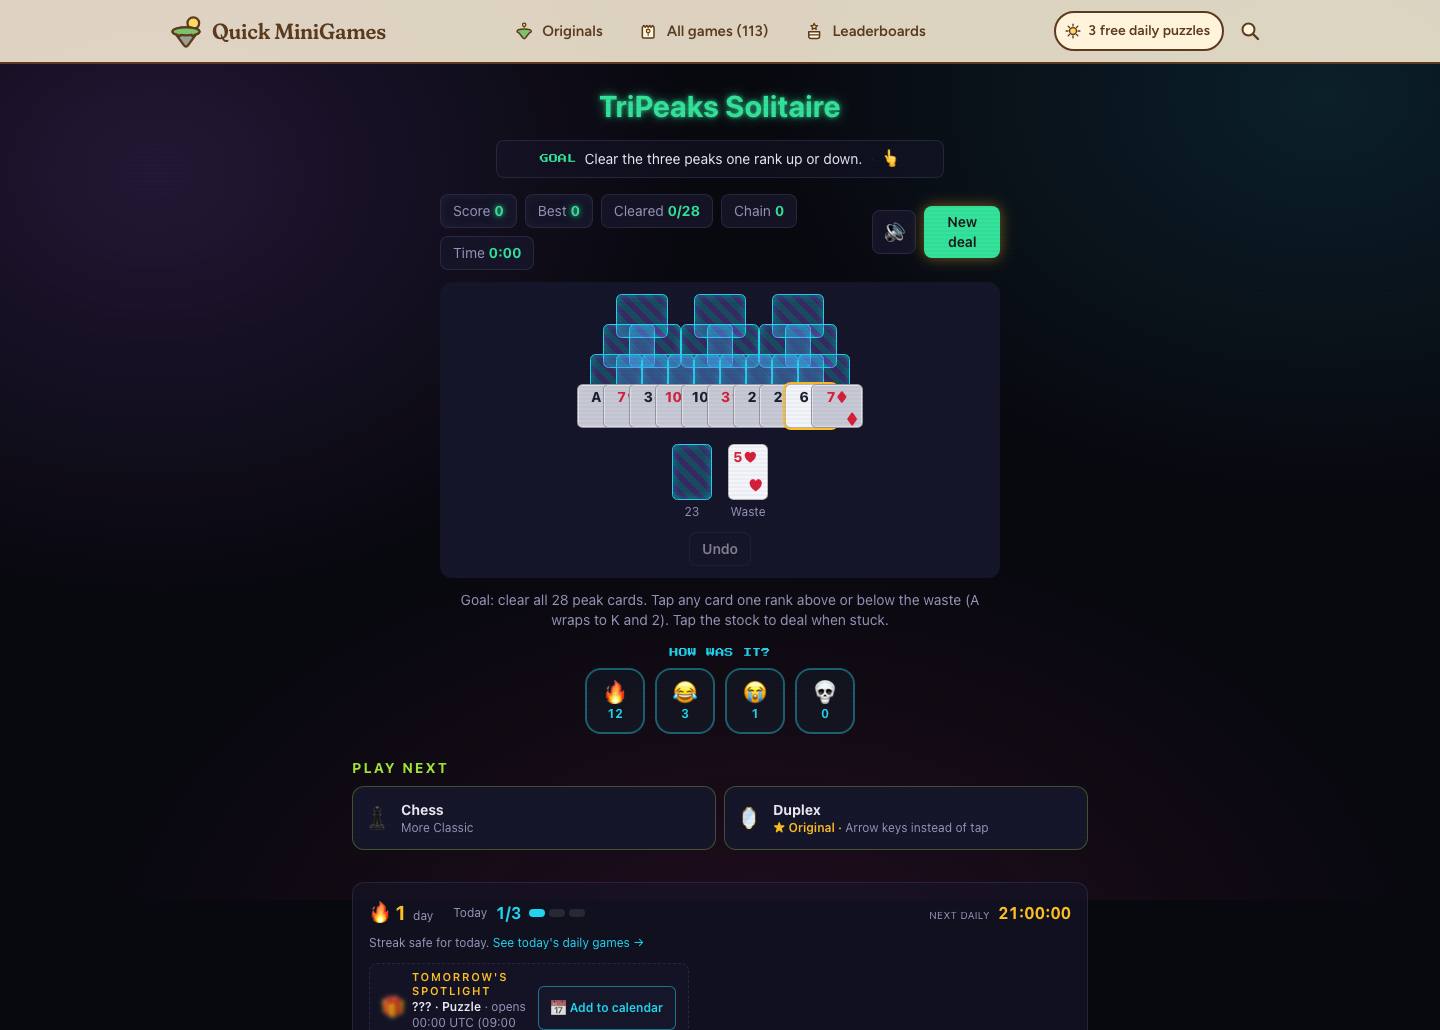 Quick MiniGames
Originals
All games (113)
Leaderboards
3 free daily puzzles
TriPeaks Solitaire
GOAL Clear the three peaks one rank up or down.
Score 0
Best 0
Cleared 0/28
Chain 0
Time 0:00
New
deal
A 7 3 10 10 3 2 2 6 7♦
5♥
23
Waste
Undo
Goal: clear all 28 peak cards. Tap any card one rank above or below the waste (A
wraps to K and 2). Tap the stock to deal when stuck.
HOW WAS IT?
12
3
1
0
PLAY NEXT
Chess
More Classic
Duplex
★ Original · Arrow keys instead of tap
1 day
Today 1/3
NEXT DAILY 21:00:00
Streak safe for today. See today's daily games →
TOMORROW'S
SPOTLIGHT
??? · Puzzle · opens
00:00 UTC (09:00
Add to calendar